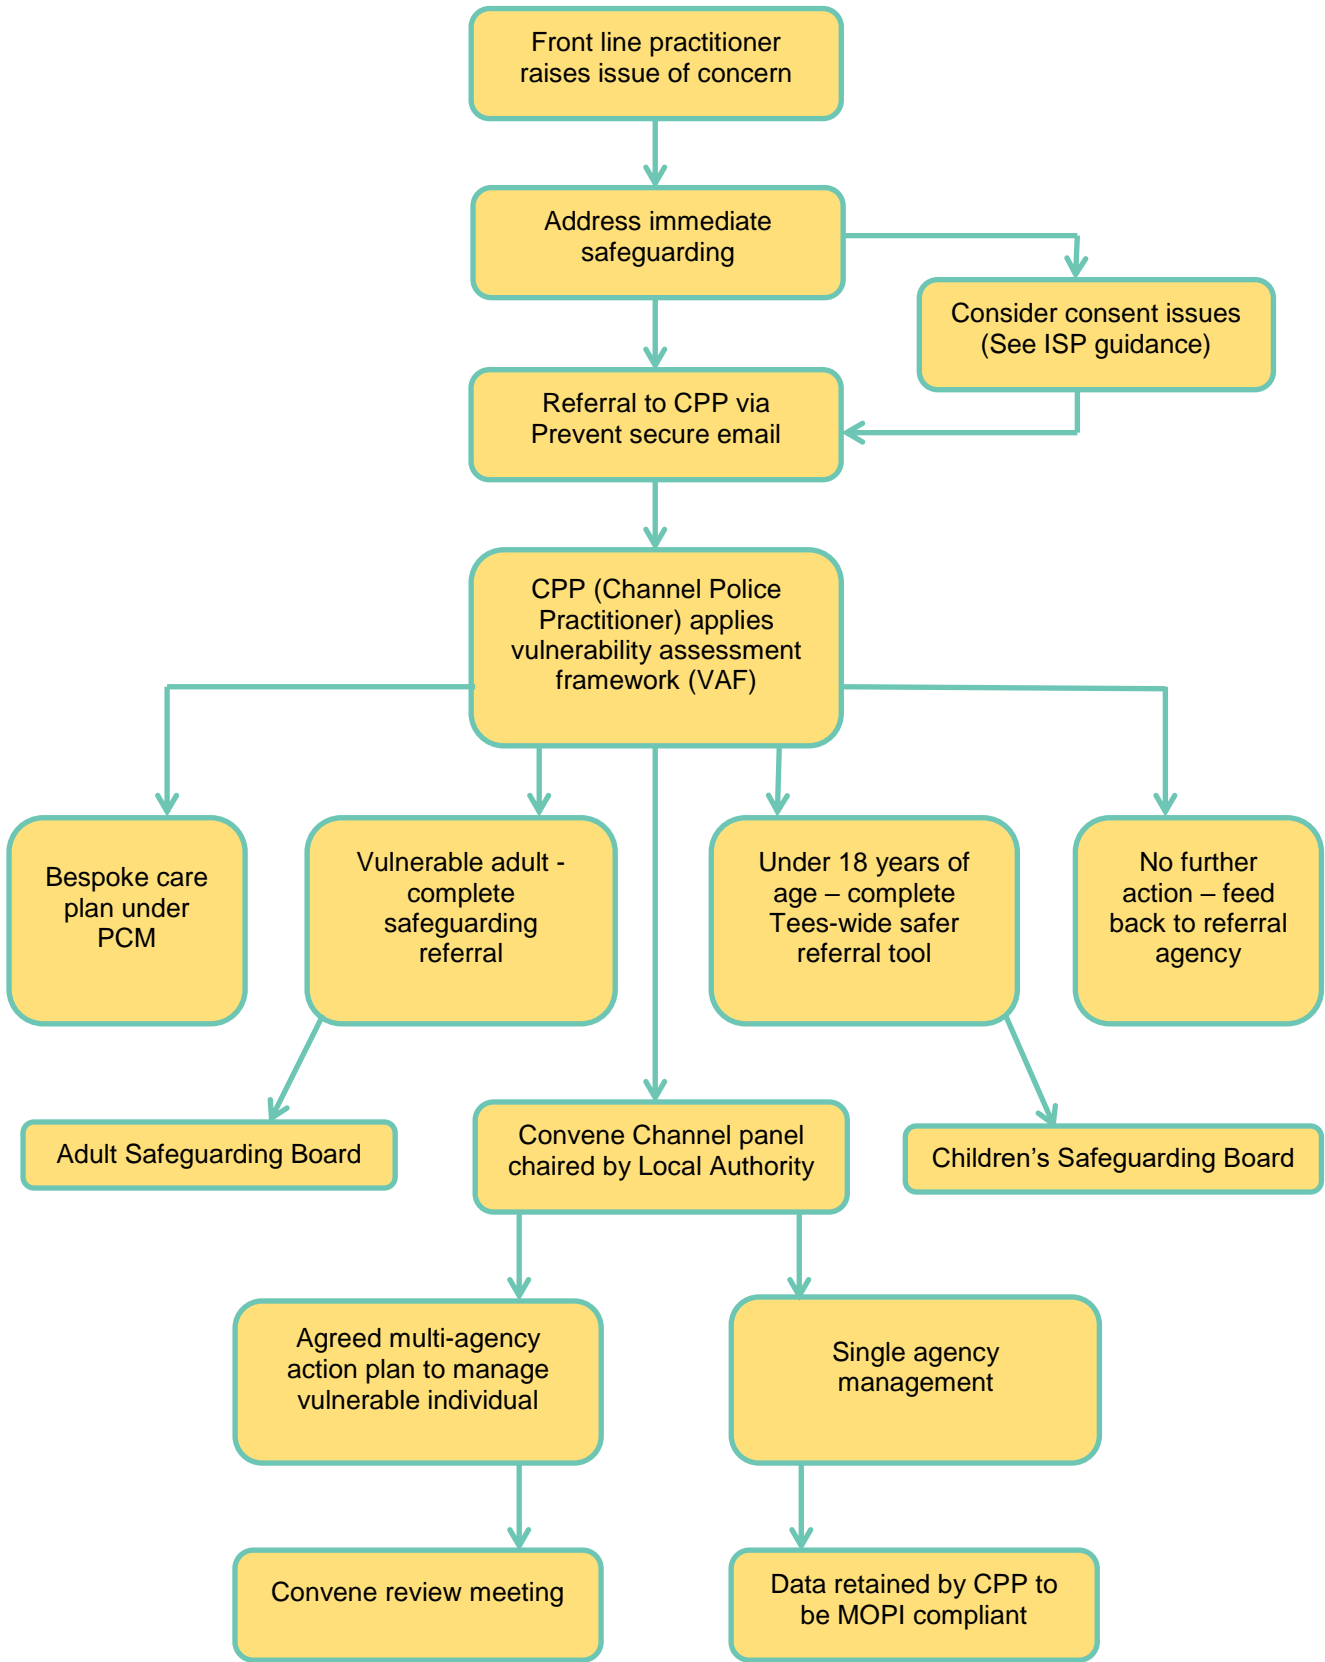 Front line practitioner
raises issue of concern
Address immediate
safeguarding
Consider consent issues
(See ISP guidance)
Referral to CPP via
Prevent secure email
CPP (Channel Police
Practitioner) applies
vulnerability assessment
framework (VAF)
Bespoke care
plan under
PCM
Vulnerable adult -
complete
safeguarding
referral
Under 18 years of
age – complete
Tees-wide safer
referral tool
No further
action – feed
back to referral
agency
Adult Safeguarding Board
Convene Channel panel
chaired by Local Authority
Children’s Safeguarding Board
Agreed multi-agency
action plan to manage
vulnerable individual
Single agency
management
Convene review meeting
Data retained by CPP to
be MOPI compliant